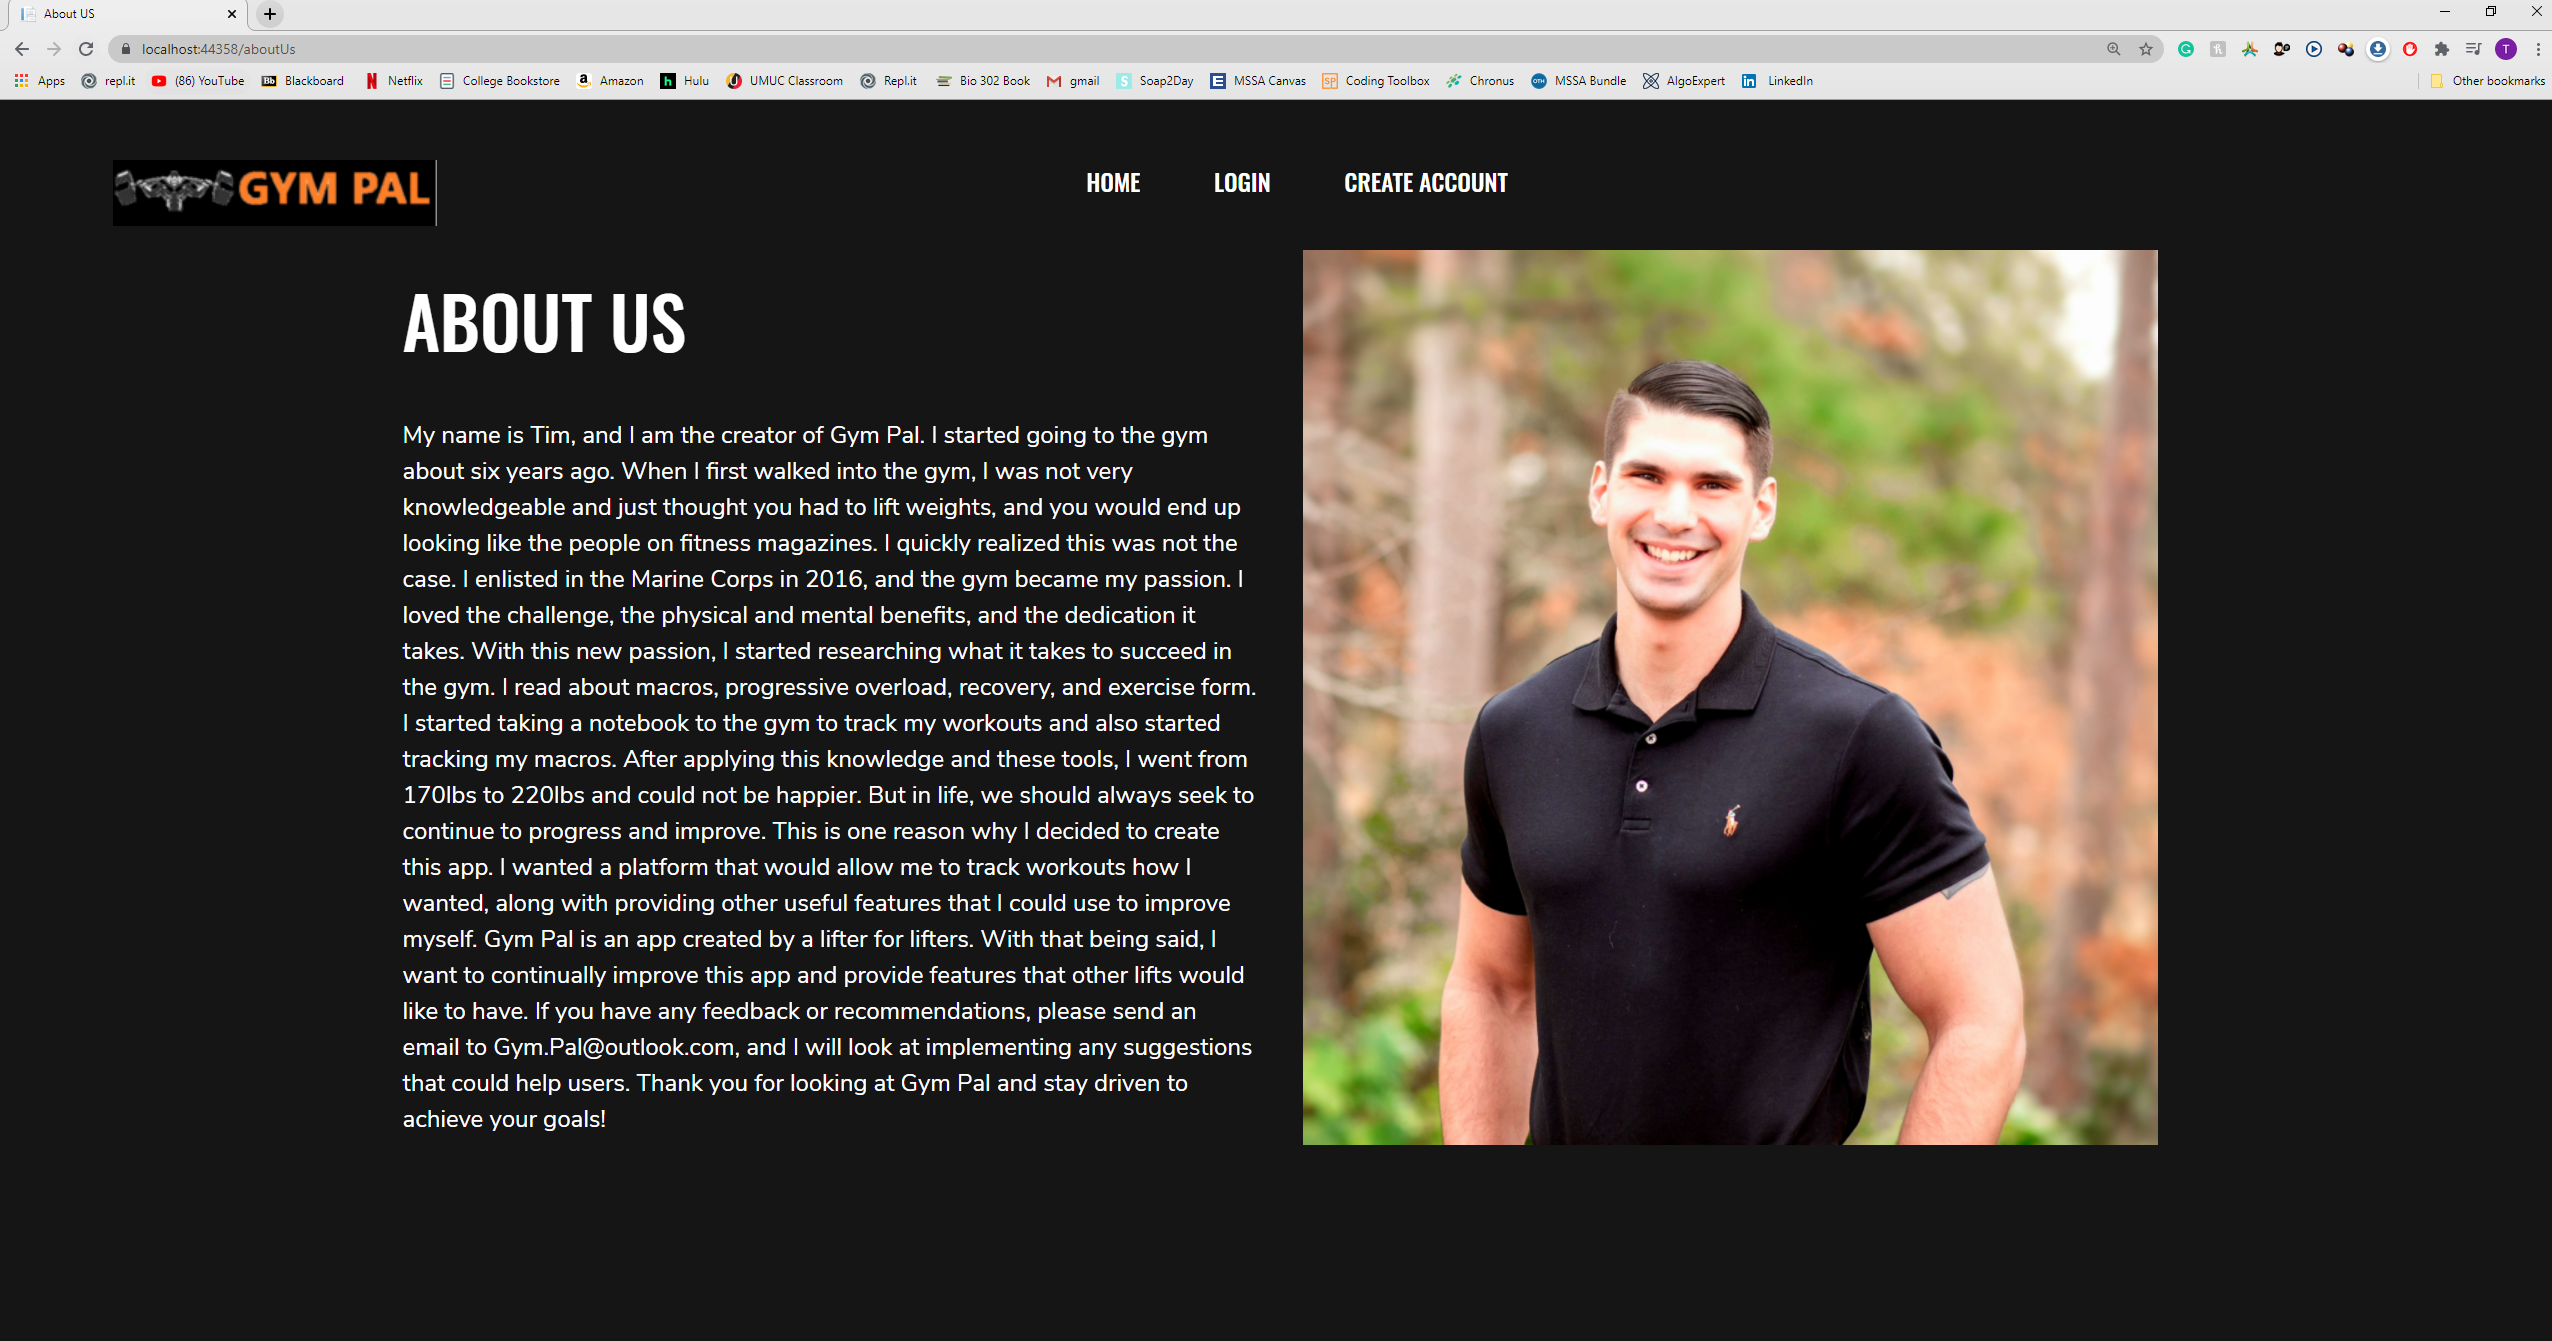 About US
localhost:44358/aboutUs
T
Apps repl.it (86) YouTube Blackboard Netflix College Bookstore Amazon Hulu UMUC Classroom Repl.it Bio 302 Book gmail Soap2Day MSSA Canvas Coding Toolbox Chronus MSSA Bundle AlgoExpert LinkedIn Other bookmarks
GYM PAL
HOME LOGIN CREATE ACCOUNT
ABOUT US
My name is Tim, and I am the creator of Gym Pal. I started going to the gym
about six years ago. When I first walked into the gym, I was not very
knowledgeable and just thought you had to lift weights, and you would end up
looking like the people on fitness magazines. I quickly realized this was not the
case. I enlisted in the Marine Corps in 2016, and the gym became my passion. I
loved the challenge, the physical and mental benefits, and the dedication it
takes. With this new passion, I started researching what it takes to succeed in
the gym. I read about macros, progressive overload, recovery, and exercise form.
I started taking a notebook to the gym to track my workouts and also started
tracking my macros. After applying this knowledge and these tools, I went from
170lbs to 220lbs and could not be happier. But in life, we should always seek to
continue to progress and improve. This is one reason why I decided to create
this app. I wanted a platform that would allow me to track workouts how I
wanted, along with providing other useful features that I could use to improve
myself. Gym Pal is an app created by a lifter for lifters. With that being said, I
want to continually improve this app and provide features that other lifts would
like to have. If you have any feedback or recommendations, please send an
email to Gym.Pal@outlook.com, and I will look at implementing any suggestions
that could help users. Thank you for looking at Gym Pal and stay driven to
achieve your goals!